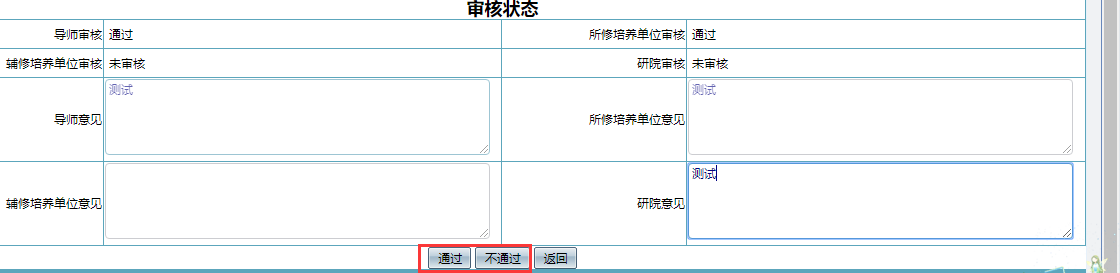 审核状态
导师审核 通过 所修培养单位审核 通过
辅修培养单位审核 未审核 研院审核 未审核
导师意见 测试 所修培养单位意见 测试
辅修培养单位意见 研院意见 测试
通过 不通过 返回